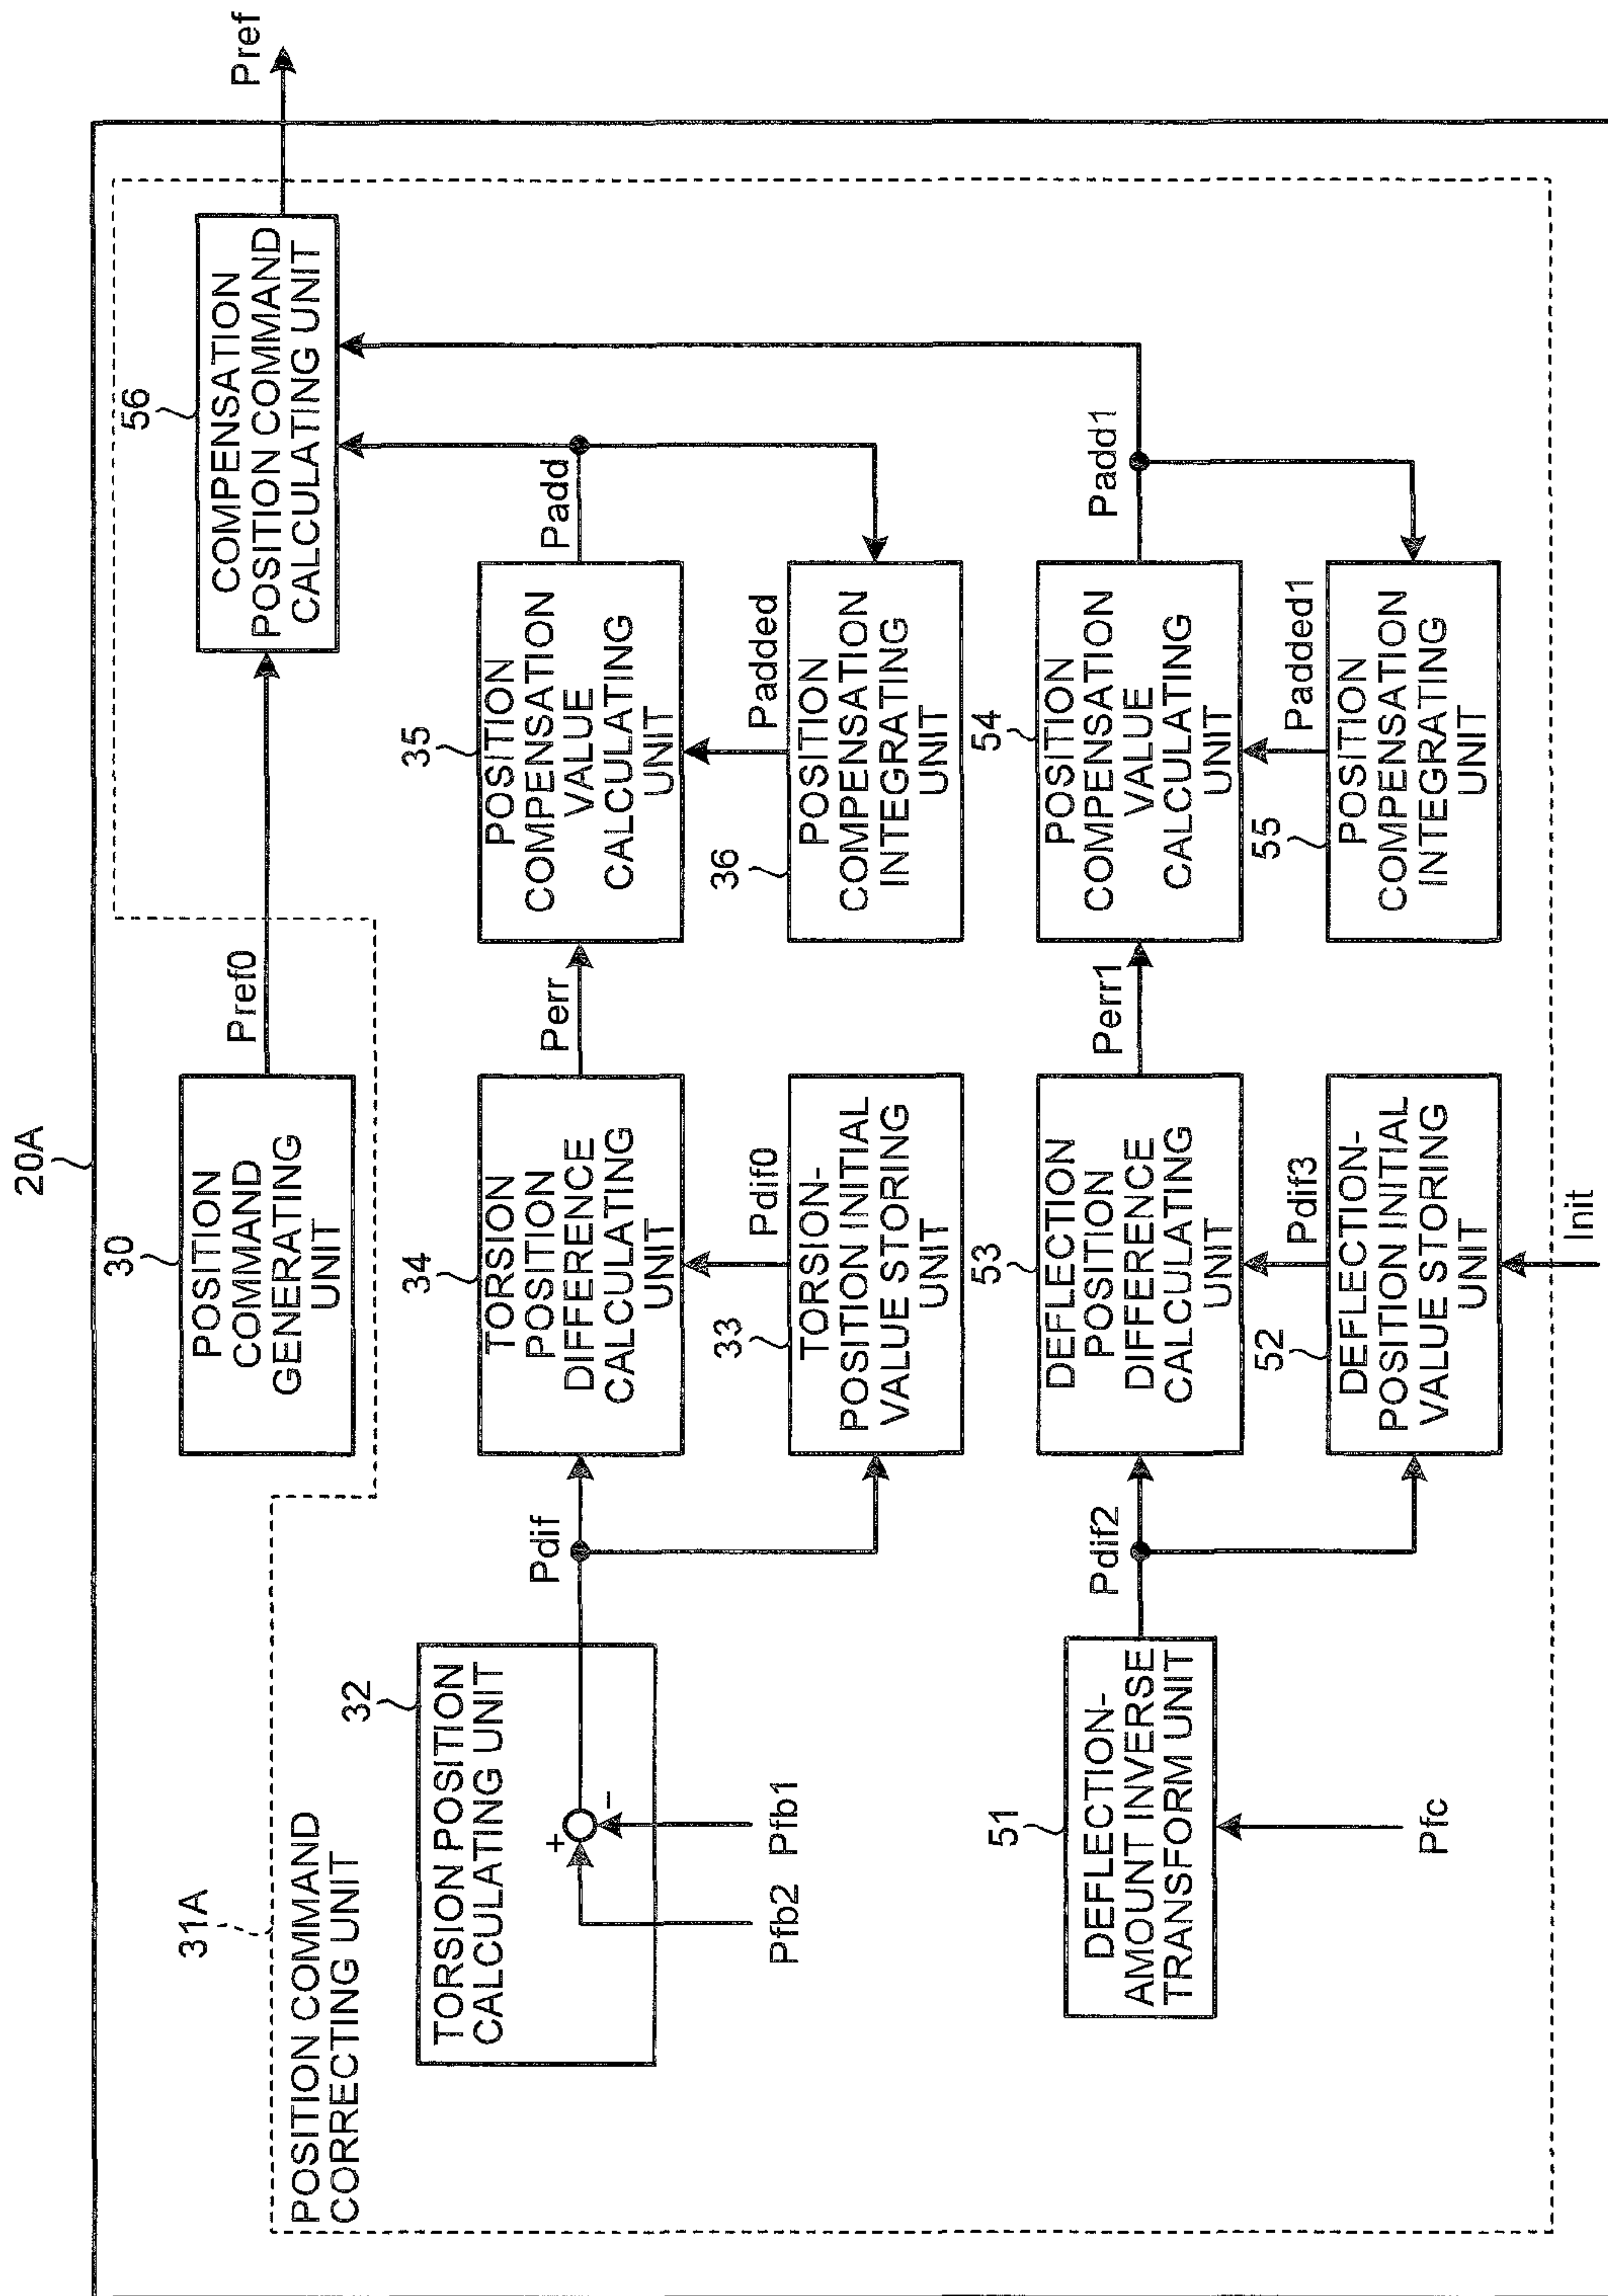 20A
30
POSITION
COMMAND
GENERATING
UNIT
Pref0
56
COMPENSATION
POSITION COMMAND
CALCULATING UNIT
Pref
31A
POSITION COMMAND
CORRECTING UNIT
32
TORSION POSITION
CALCULATING UNIT
+
−
Pfb2
Pfb1
Pdif
34
TORSION
POSITION
DIFFERENCE
CALCULATING
UNIT
Perr
35
POSITION
COMPENSATION
VALUE
CALCULATING
UNIT
Padd
Pdif0
33
TORSION-
POSITION INITIAL
VALUE STORING
UNIT
Padded
36
POSITION
COMPENSATION
INTEGRATING
UNIT
51
DEFLECTION-
AMOUNT INVERSE
TRANSFORM UNIT
Pfc
Pdif2
53
DEFLECTION
POSITION
DIFFERENCE
CALCULATING
UNIT
Perr1
54
POSITION
COMPENSATION
VALUE
CALCULATING
UNIT
Padd1
Pdif3
52
DEFLECTION-
POSITION INITIAL
VALUE STORING
UNIT
Init
Padded1
55
POSITION
COMPENSATION
INTEGRATING
UNIT